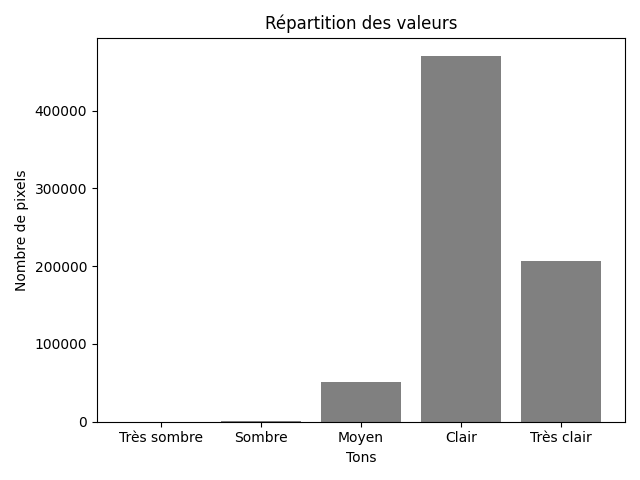 Répartition des valeurs
Nombre de pixels
400000
300000
200000
100000
0
Très sombre Sombre Moyen Clair Très clair
Tons